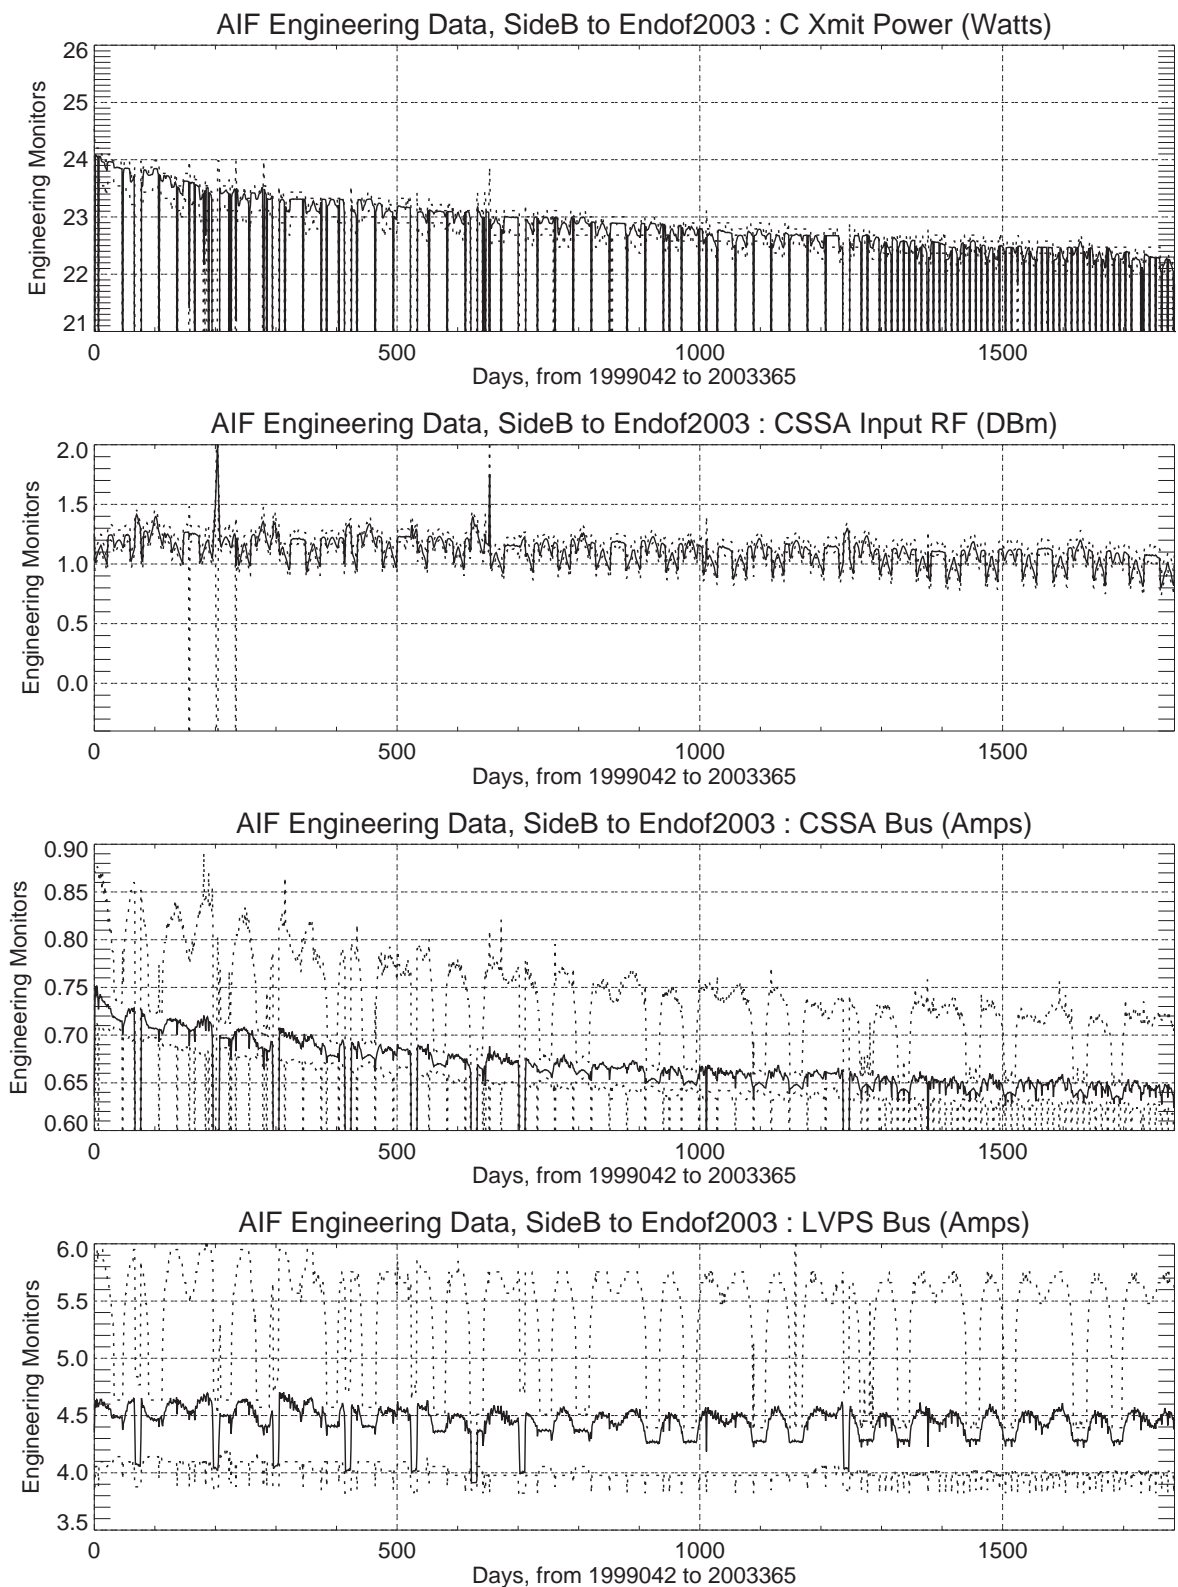 AIF Engineering Data, SideB to Endof2003 : C Xmit Power (Watts)
Engineering Monitors
26
25
24
23
22
21
0 500 1000 1500
Days, from 1999042 to 2003365
AIF Engineering Data, SideB to Endof2003 : CSSA Input RF (DBm)
Engineering Monitors
2.0
1.5
1.0
0.5
0.0
0 500 1000 1500
Days, from 1999042 to 2003365
AIF Engineering Data, SideB to Endof2003 : CSSA Bus (Amps)
Engineering Monitors
0.90
0.85
0.80
0.75
0.70
0.65
0.60
0 500 1000 1500
Days, from 1999042 to 2003365
AIF Engineering Data, SideB to Endof2003 : LVPS Bus (Amps)
Engineering Monitors
6.0
5.5
5.0
4.5
4.0
3.5
0 500 1000 1500
Days, from 1999042 to 2003365